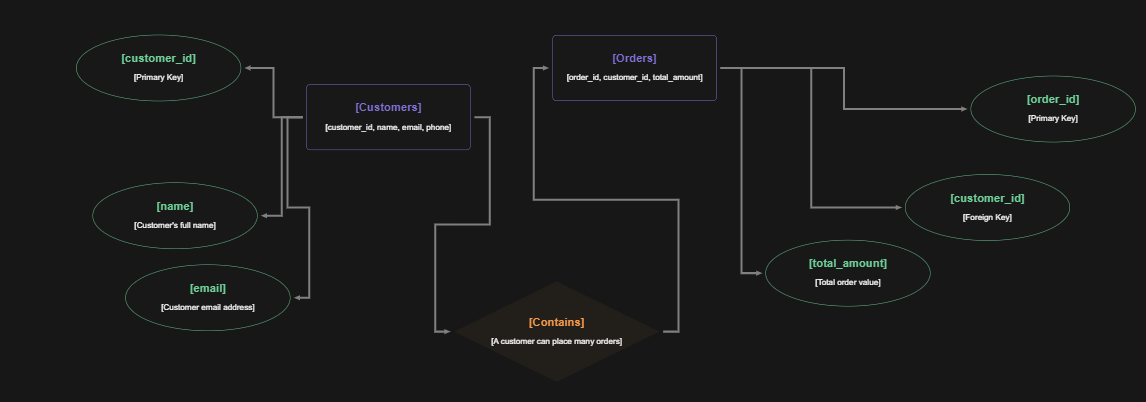 [customer_id]
[Primary Key]
[Customers]
[customer_id, name, email, phone]
[name]
[Customer's full name]
[email]
[Customer email address]
[Orders]
[order_id, customer_id, total_amount]
[order_id]
[Primary Key]
[customer_id]
[Foreign Key]
[total_amount]
[Total order value]
[Contains]
[A customer can place many orders]